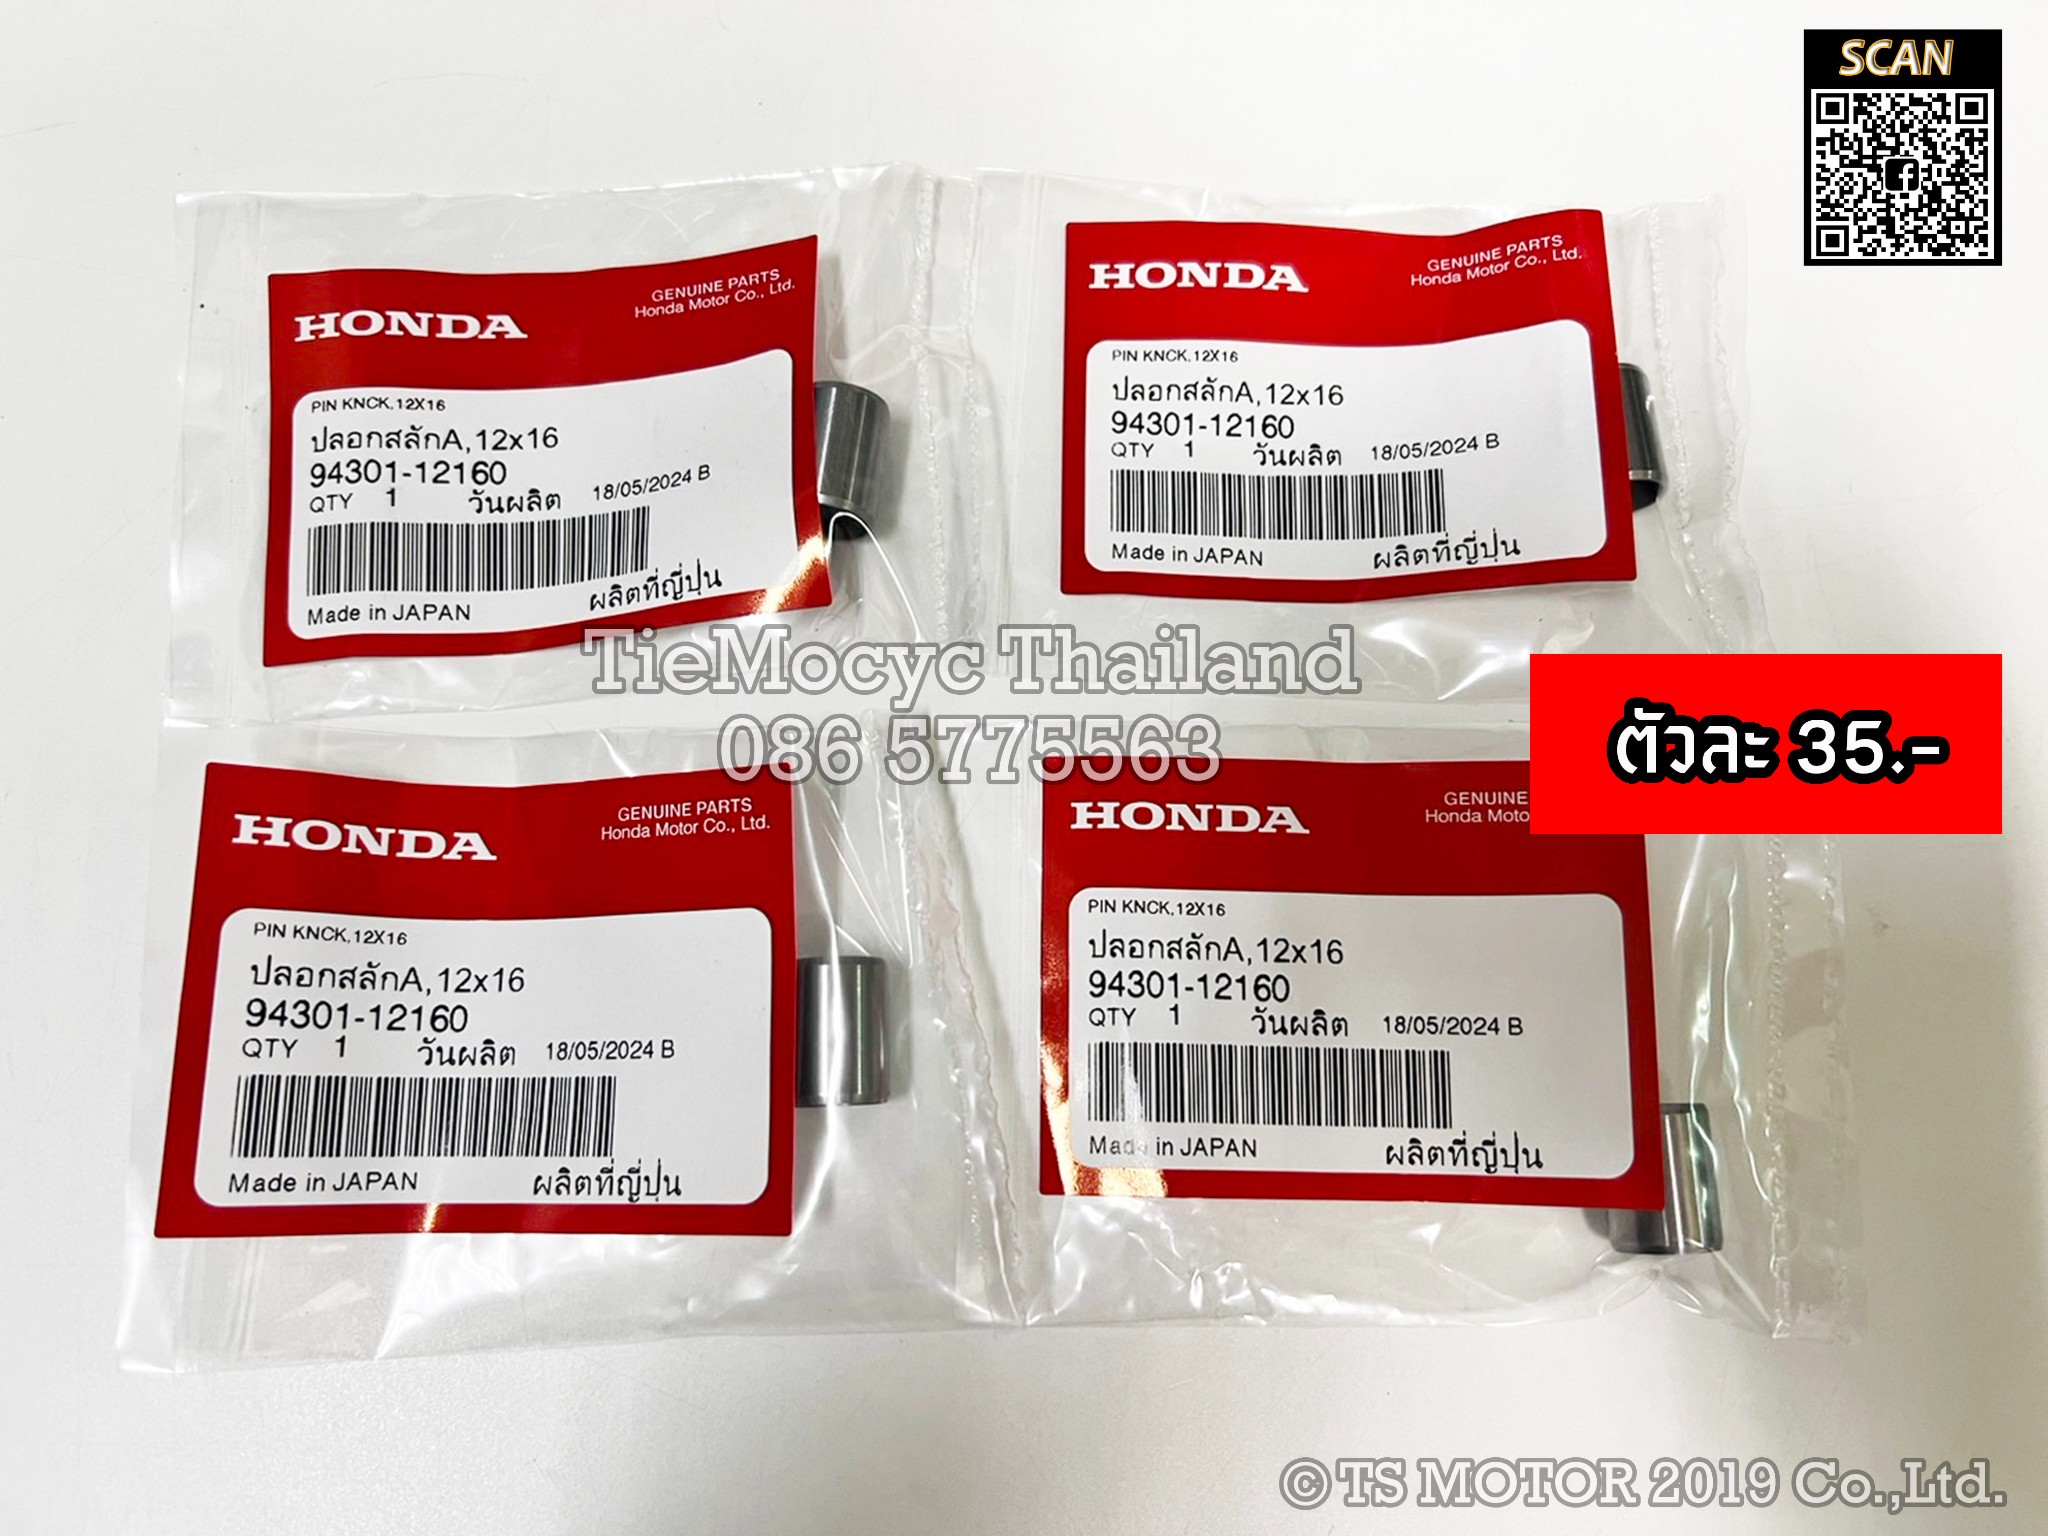 SCAN
HONDA
GENUINE PARTS
Honda Motor Co., Ltd.
PIN KNCK,12X16
ปลอกสลักA,12x16
94301-12160
QTY 1 วันผลิต 18/05/2024 B
Made in JAPAN ผลิตที่ญี่ปุ่น
HONDA
GENUINE PARTS
Honda Motor Co., Ltd.
PIN KNCK,12X16
ปลอกสลักA,12x16
94301-12160
QTY 1 วันผลิต 18/05/2024 B
Made in JAPAN ผลิตที่ญี่ปุ่น
TieMocyc Thailand
086 5775563
ตัวละ 35.-
HONDA
GENUINE PARTS
Honda Motor Co., Ltd.
PIN KNCK,12X16
ปลอกสลักA,12x16
94301-12160
QTY 1 วันผลิต 18/05/2024 B
Made in JAPAN ผลิตที่ญี่ปุ่น
HONDA
GENUINE
Honda Moto
PIN KNCK,12X16
ปลอกสลักA,12x16
94301-12160
QTY 1 วันผลิต 18/05/2024 B
Made in JAPAN ผลิตที่ญี่ปุ่น
© TS MOTOR 2019 Co.,Ltd.